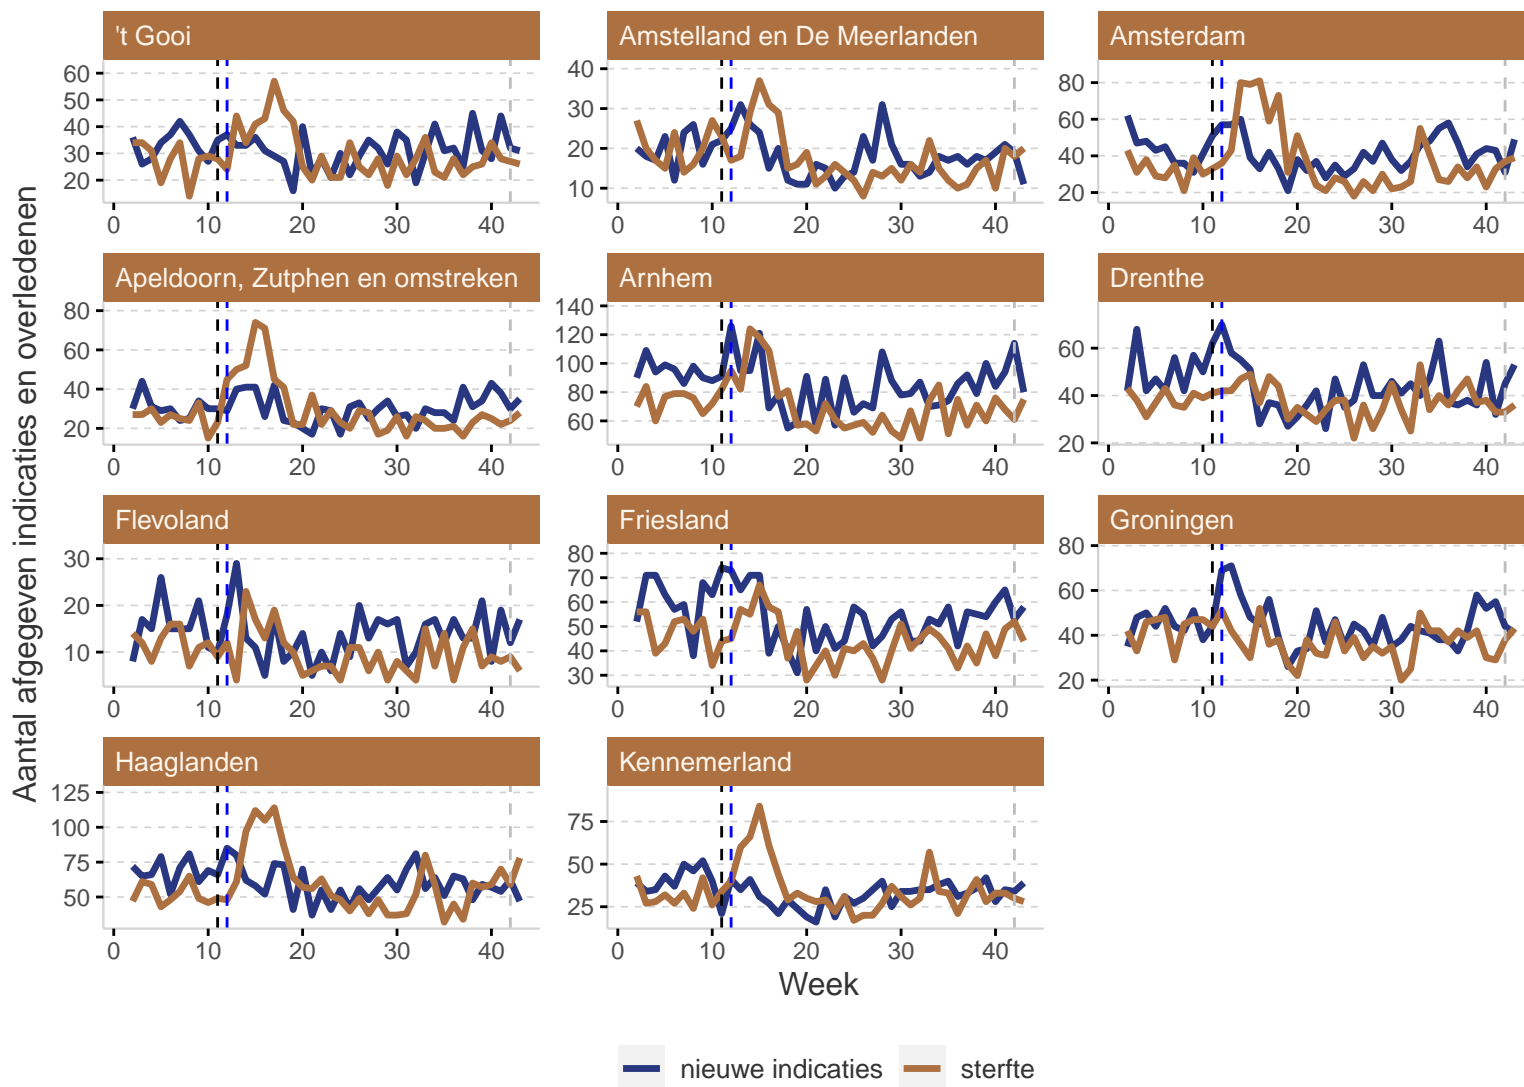 't Gooi
Amstelland en De Meerlanden
Amsterdam
60
50
40
30
20
0 10 20 30 40
40
30
20
10
0 10 20 30 40
80
60
40
20
0 10 20 30 40
Apeldoorn, Zutphen en omstreken
Arnhem
Drenthe
80
60
40
20
0 10 20 30 40
140
120
100
80
60
0 10 20 30 40
60
40
20
0 10 20 30 40
Flevoland
Friesland
Groningen
30
20
10
0 10 20 30 40
80
70
60
50
40
30
0 10 20 30 40
80
60
40
20
0 10 20 30 40
Haaglanden
Kennemerland
125
100
75
50
0 10 20 30 40
75
50
25
0 10 20 30 40
Aantal afgegeven indicaties en overledenen
Week
nieuwe indicaties sterfte